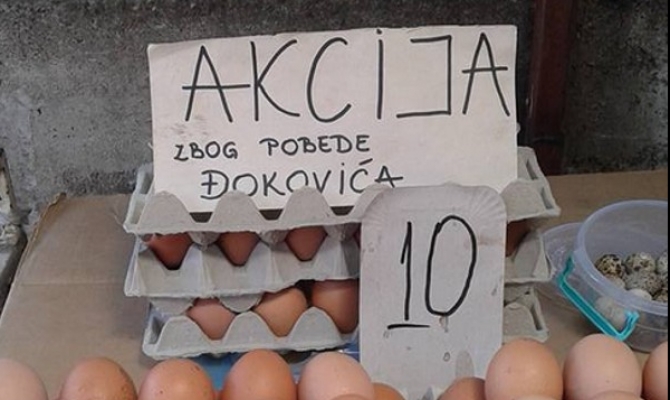 AKCIJA
ZBOG POBEDE
ĐOKOVIĆA
10